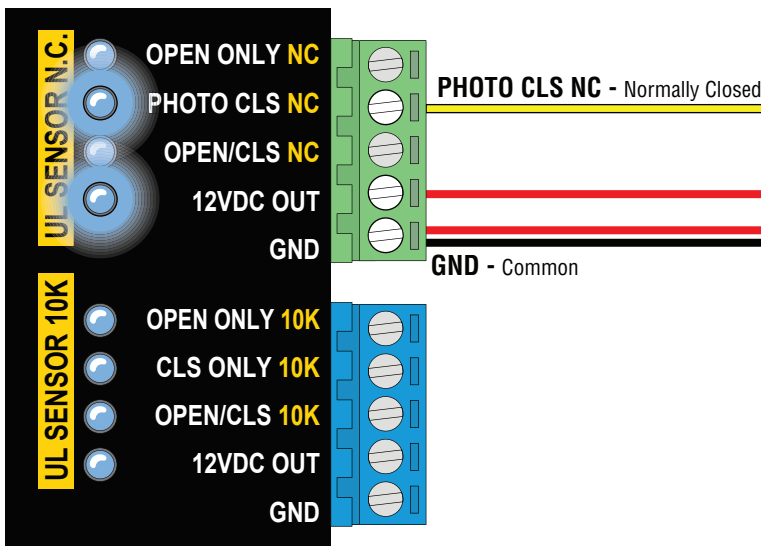 UL SENSOR N.C.
OPEN ONLY NC
PHOTO CLS NC
OPEN/CLS NC
12VDC OUT
GND
PHOTO CLS NC - Normally Closed
GND - Common
UL SENSOR 10K
OPEN ONLY 10K
CLS ONLY 10K
OPEN/CLS 10K
12VDC OUT
GND